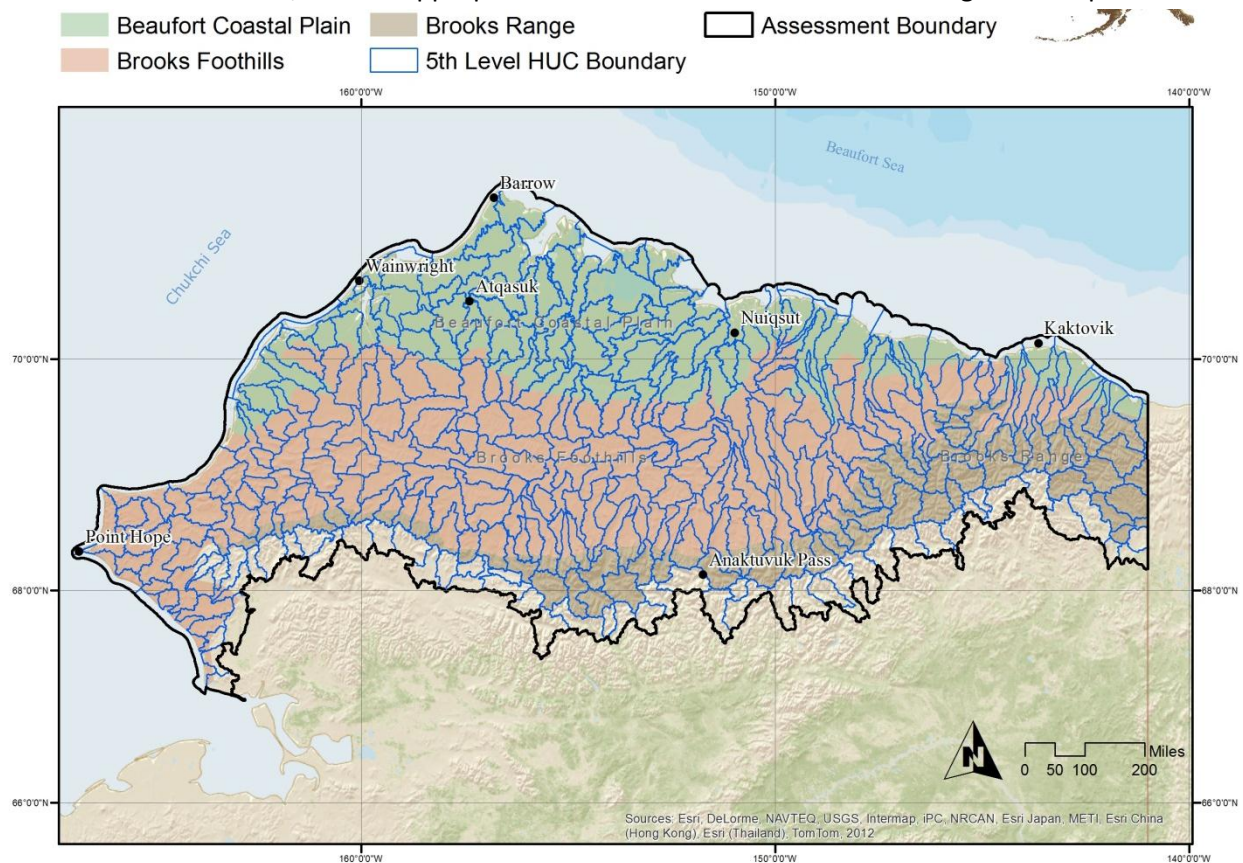 Beaufort Coastal Plain
Brooks Range
Assessment Boundary
Brooks Foothills
5th Level HUC Boundary
160°0'0"W
150°0'0"W
140°0'0"W
Beaufort Sea
Barrow
Chukchi Sea
Wainwright
Atqasuk
Beaufort Coastal Plain
Nuiqsut
Kaktovik
70°0'0"N
70°0'0"N
Brooks Foothills
Brooks Range
Point Hope
Anaktuvuk Pass
68°0'0"N
68°0'0"N
N
Miles
0 50 100 200
66°0'0"N
66°0'0"N
Sources: Esri, DeLorme, NAVTEQ, USGS, Intermap, iPC, NRCAN, Esri Japan, METI, Esri China
(Hong Kong), Esri (Thailand), TomTom, 2012
160°0'0"W
150°0'0"W
140°0'0"W